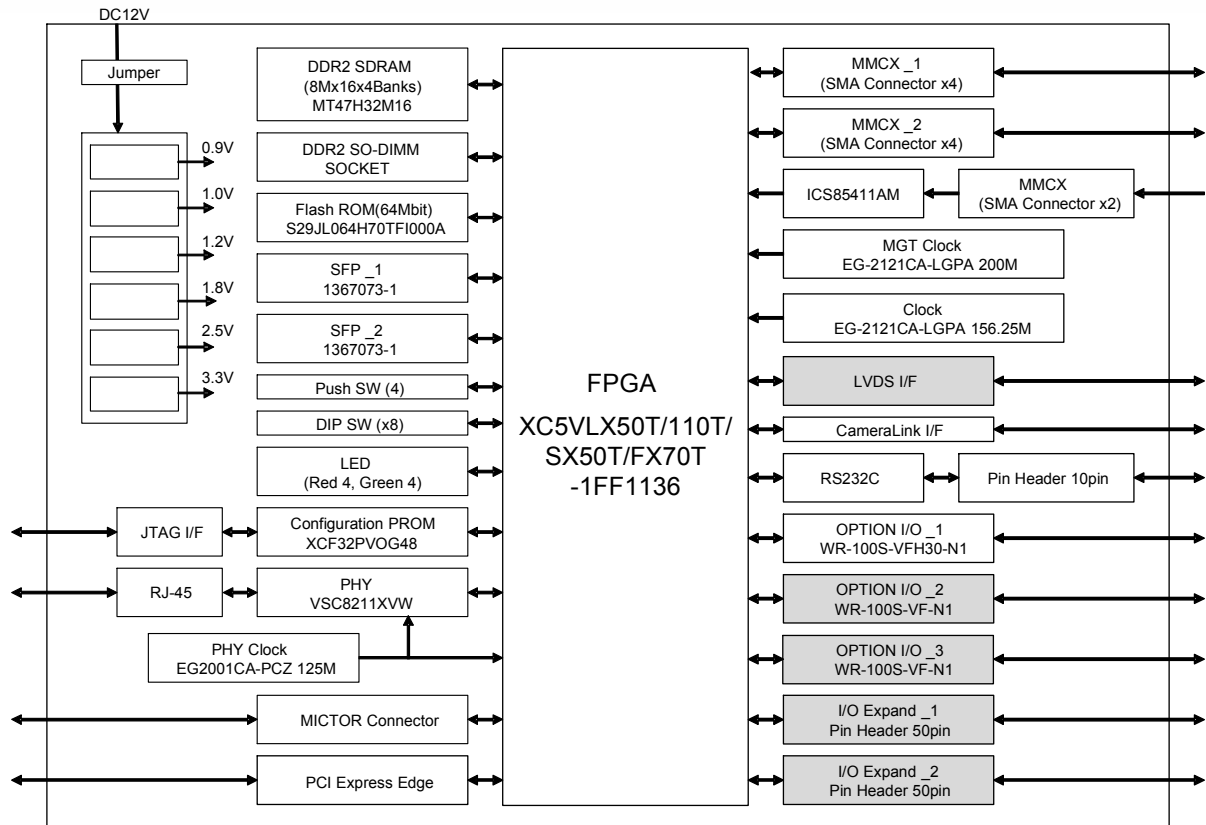 DC12V
Jumper
0.9V
1.0V
1.2V
1.8V
2.5V
3.3V
DDR2 SDRAM
(8Mx16x4Banks)
MT47H32M16
DDR2 SO-DIMM
SOCKET
Flash ROM(64Mbit)
S29JL064H70TFI000A
SFP _1
1367073-1
SFP _2
1367073-1
Push SW (4)
DIP SW (x8)
LED
(Red 4, Green 4)
JTAG I/F
Configuration PROM
XCF32PVOG48
RJ-45
PHY
VSC8211XVW
PHY Clock
EG2001CA-PCZ 125M
MICTOR Connector
PCI Express Edge
FPGA
XC5VLX50T/110T/
SX50T/FX70T
-1FF1136
MMCX _1
(SMA Connector x4)
MMCX _2
(SMA Connector x4)
ICS85411AM
MMCX
(SMA Connector x2)
MGT Clock
EG-2121CA-LGPA 200M
Clock
EG-2121CA-LGPA 156.25M
LVDS I/F
CameraLink I/F
RS232C
Pin Header 10pin
OPTION I/O _1
WR-100S-VFH30-N1
OPTION I/O _2
WR-100S-VF-N1
OPTION I/O _3
WR-100S-VF-N1
I/O Expand _1
Pin Header 50pin
I/O Expand _2
Pin Header 50pin